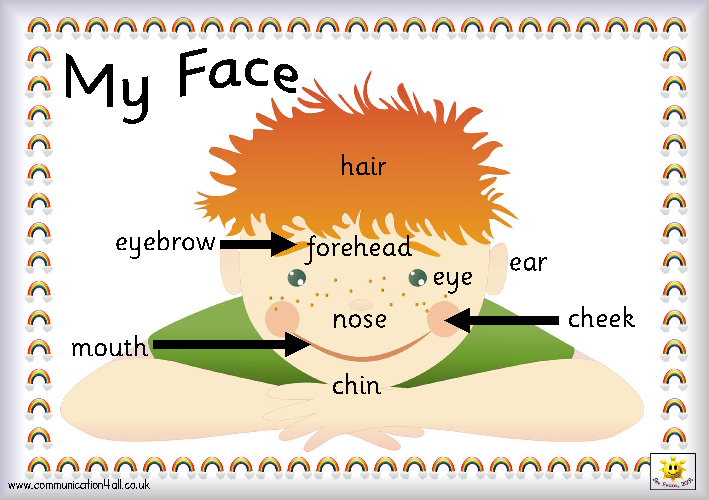 My Face
hair
eyebrow
forehead
ear
eye
nose
cheek
mouth
chin
www.communication4all.co.uk